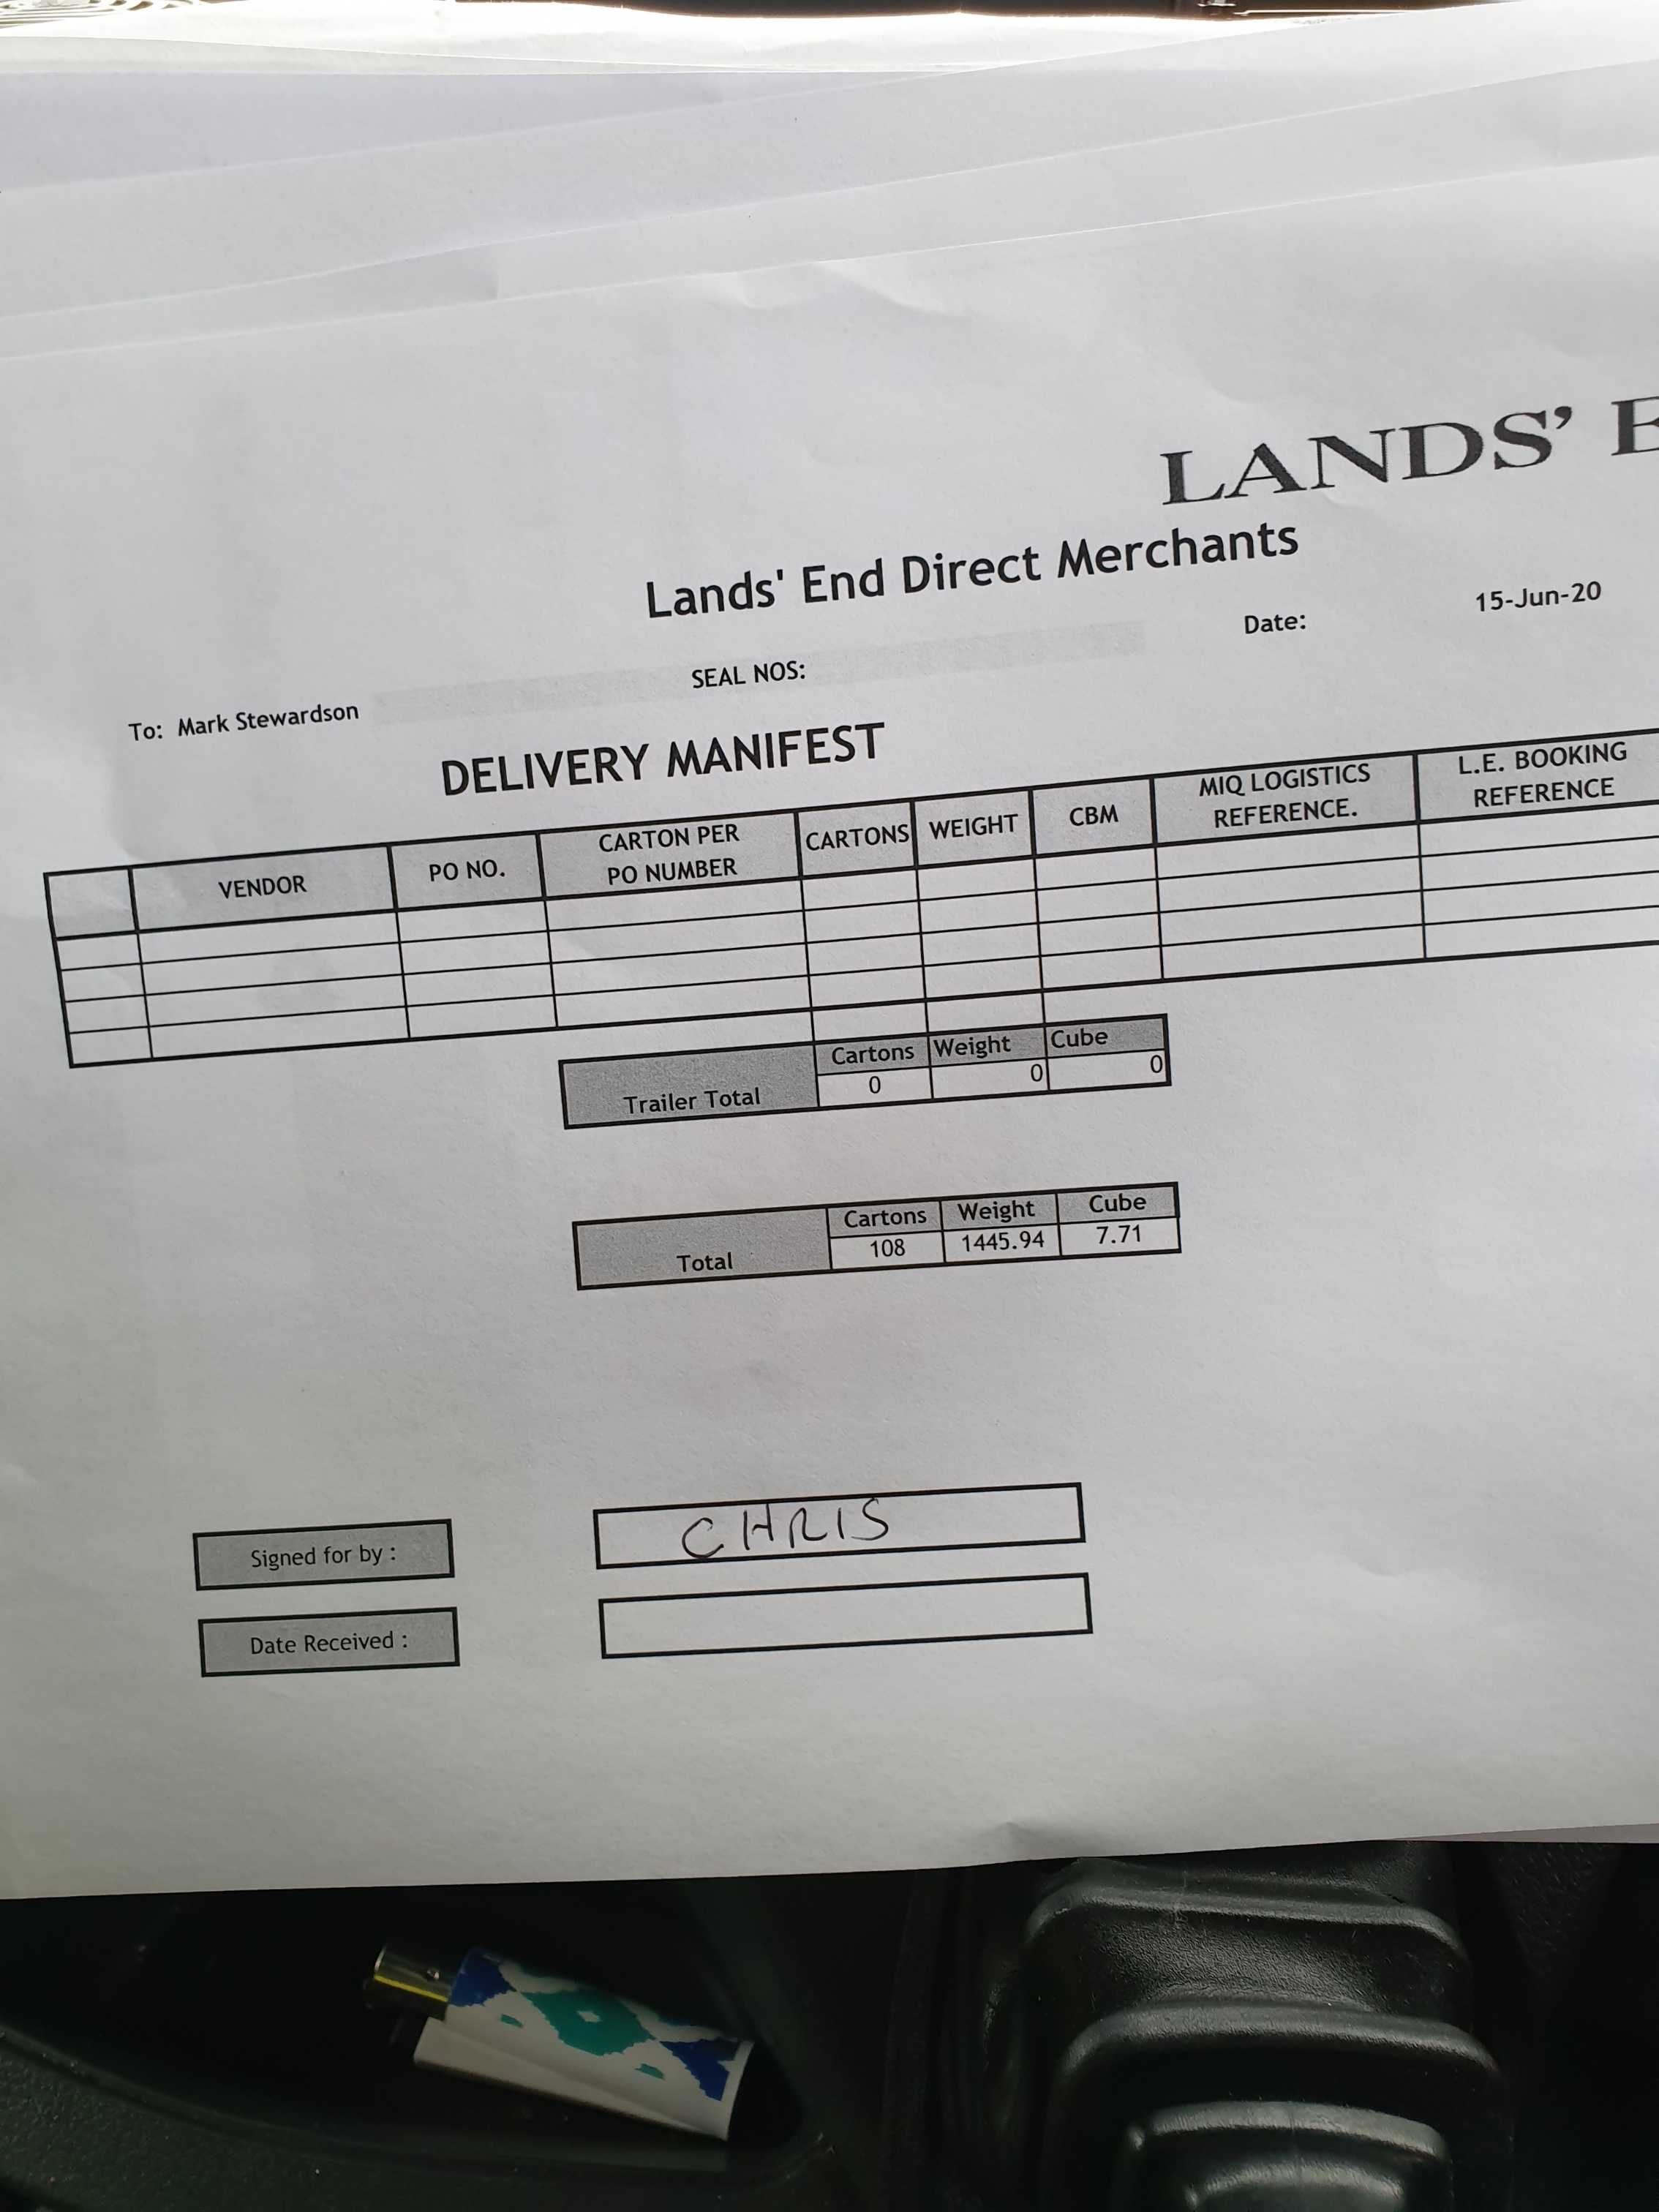 LANDS' E
Lands' End Direct Merchants
Date: 15-Jun-20
To: Mark Stewardson SEAL NOS:
DELIVERY MANIFEST
VENDOR PO NO. CARTON PER PO NUMBER CARTONS WEIGHT CBM MIQ LOGISTICS REFERENCE. L.E. BOOKING REFERENCE
Cartons Weight Cube
Trailer Total 0 0 0
Cartons Weight Cube
Total 108 1445.94 7.71
Signed for by : CHRIS
Date Received :